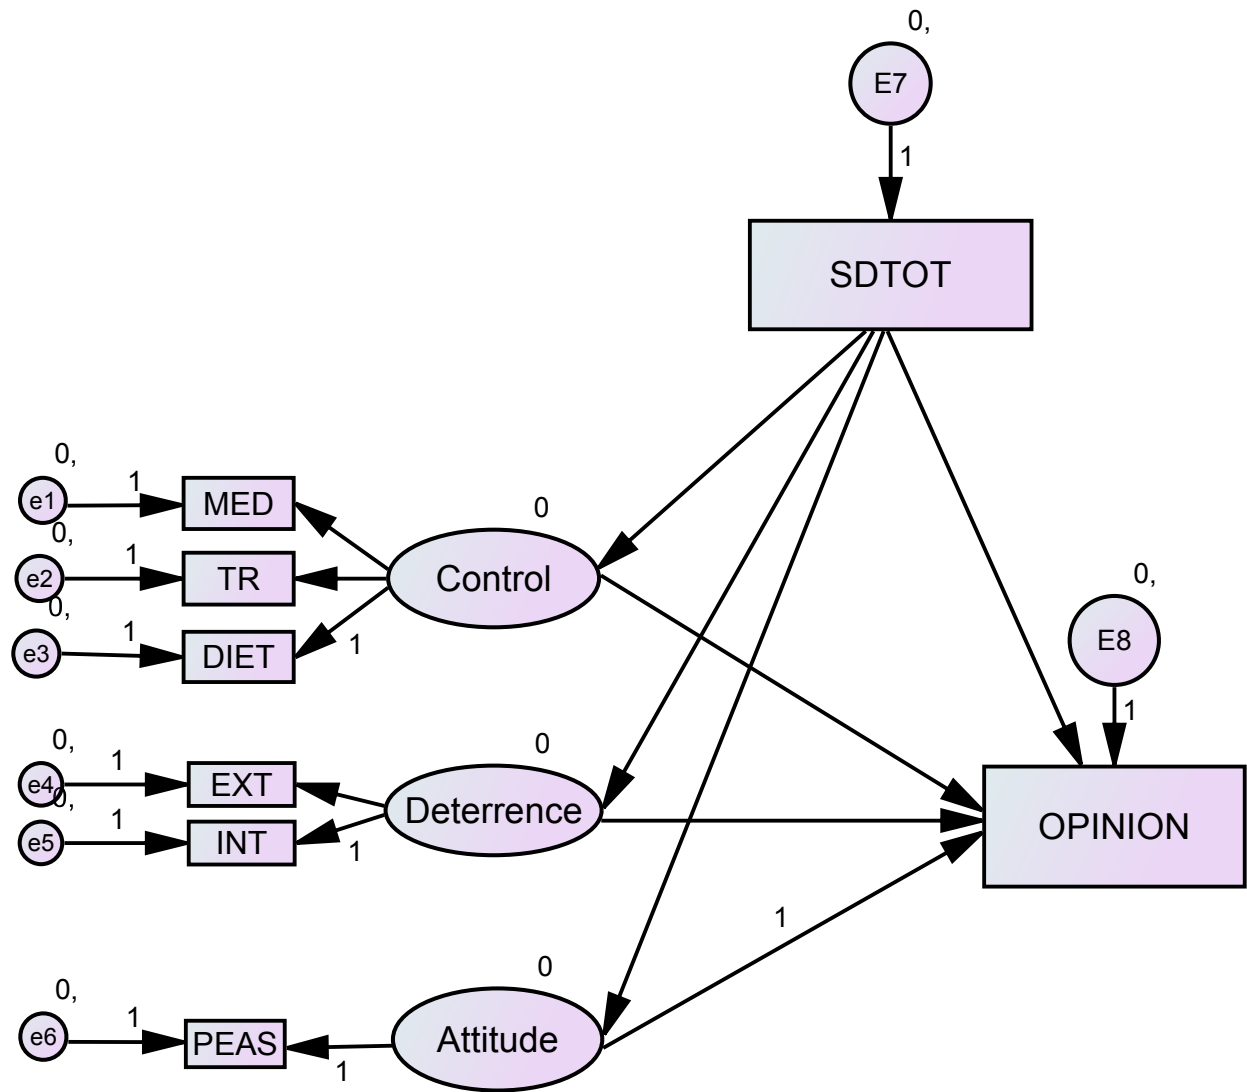 0,
E7
1
SDTOT
0,
e1
1
MED
0,
e2
1
TR
0,
e3
1
DIET
0
Control
1
0,
E8
1
0,
e4
1
EXT
0,
e5
1
INT
0
Deterrence
1
OPINION
1
0,
e6
1
PEAS
0
Attitude
1